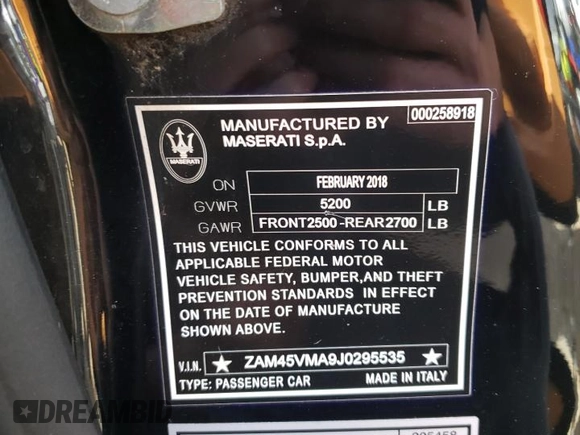 000258918
MANUFACTURED BY
MASERATI S.p.A.
MASERATI
ON FEBRUARY 2018
GVWR 5200 LB
GAWR FRONT2500-REAR2700 LB
THIS VEHICLE CONFORMS TO ALL
APPLICABLE FEDERAL MOTOR
VEHICLE SAFETY, BUMPER,AND THEFT
PREVENTION STANDARDS IN EFFECT
ON THE DATE OF MANUFACTURE
SHOWN ABOVE.
V.I.N. ★ ZAM45VMA9J0295535 ★
TYPE: PASSENGER CAR MADE IN ITALY
DREAMBID